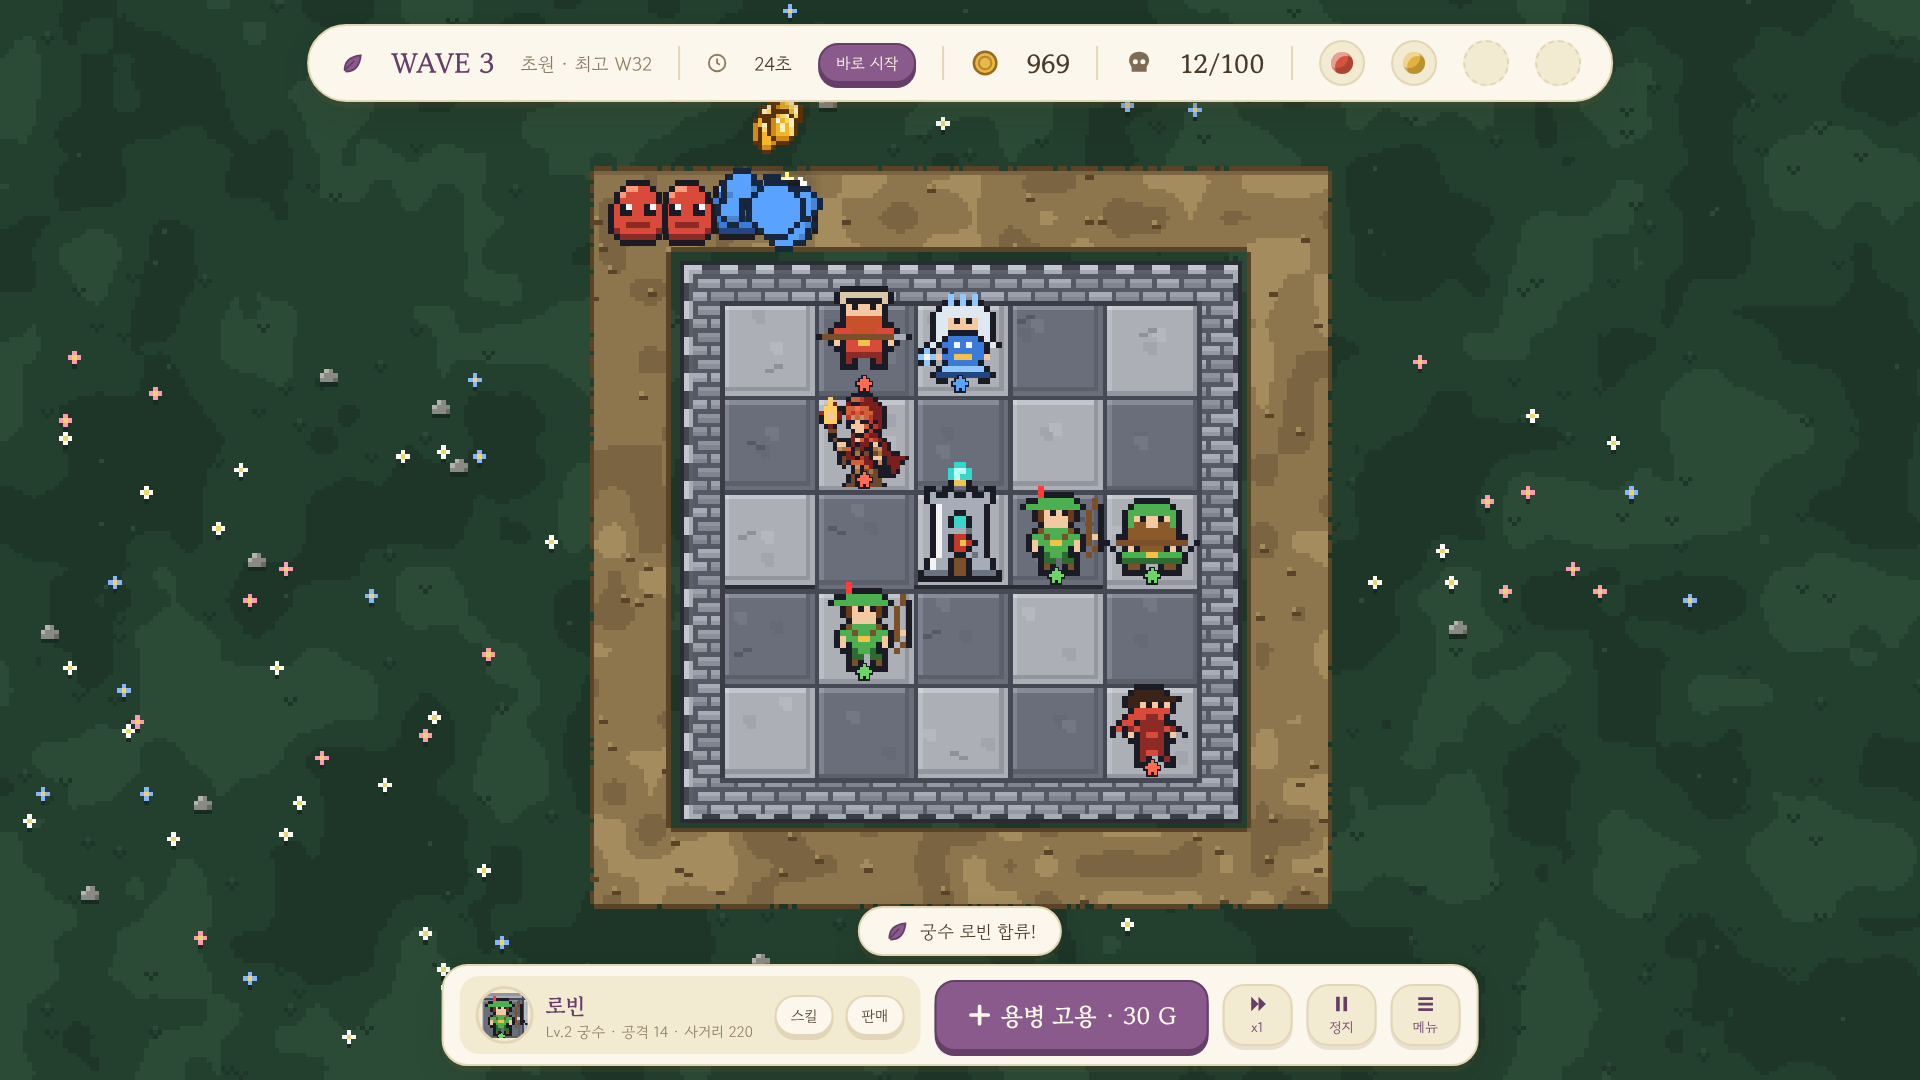 WAVE 3 초원 · 최고 W32 24초 바로 시작 969 12/100
궁수 로빈 합류!
로빈
Lv.2 궁수 · 공격 14 · 사거리 220
스킬 판매
용병 고용 · 30 G
x1 정지 메뉴